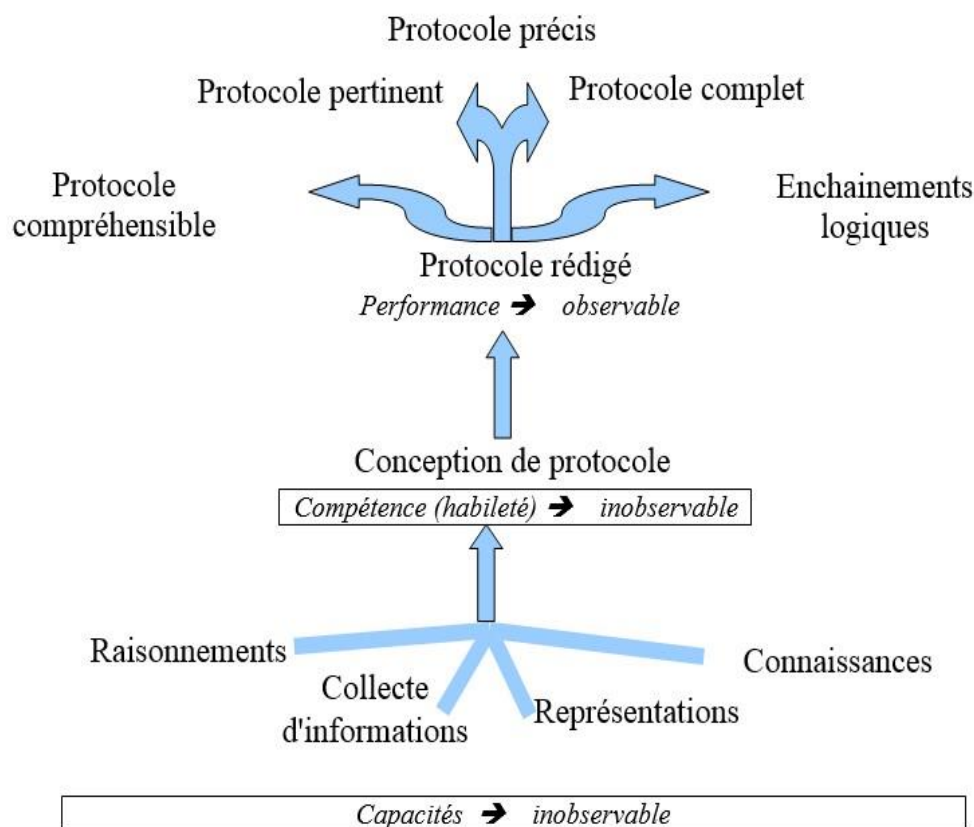 Protocole précis
Protocole pertinent
Protocole complet
Protocole
compréhensible
Enchainements
logiques
Protocole rédigé
Performance ➔ observable
Conception de protocole
Compétence (habileté) ➔ inobservable
Raisonnements
Connaissances
Collecte
d'informations
Représentations
Capacités ➔ inobservable